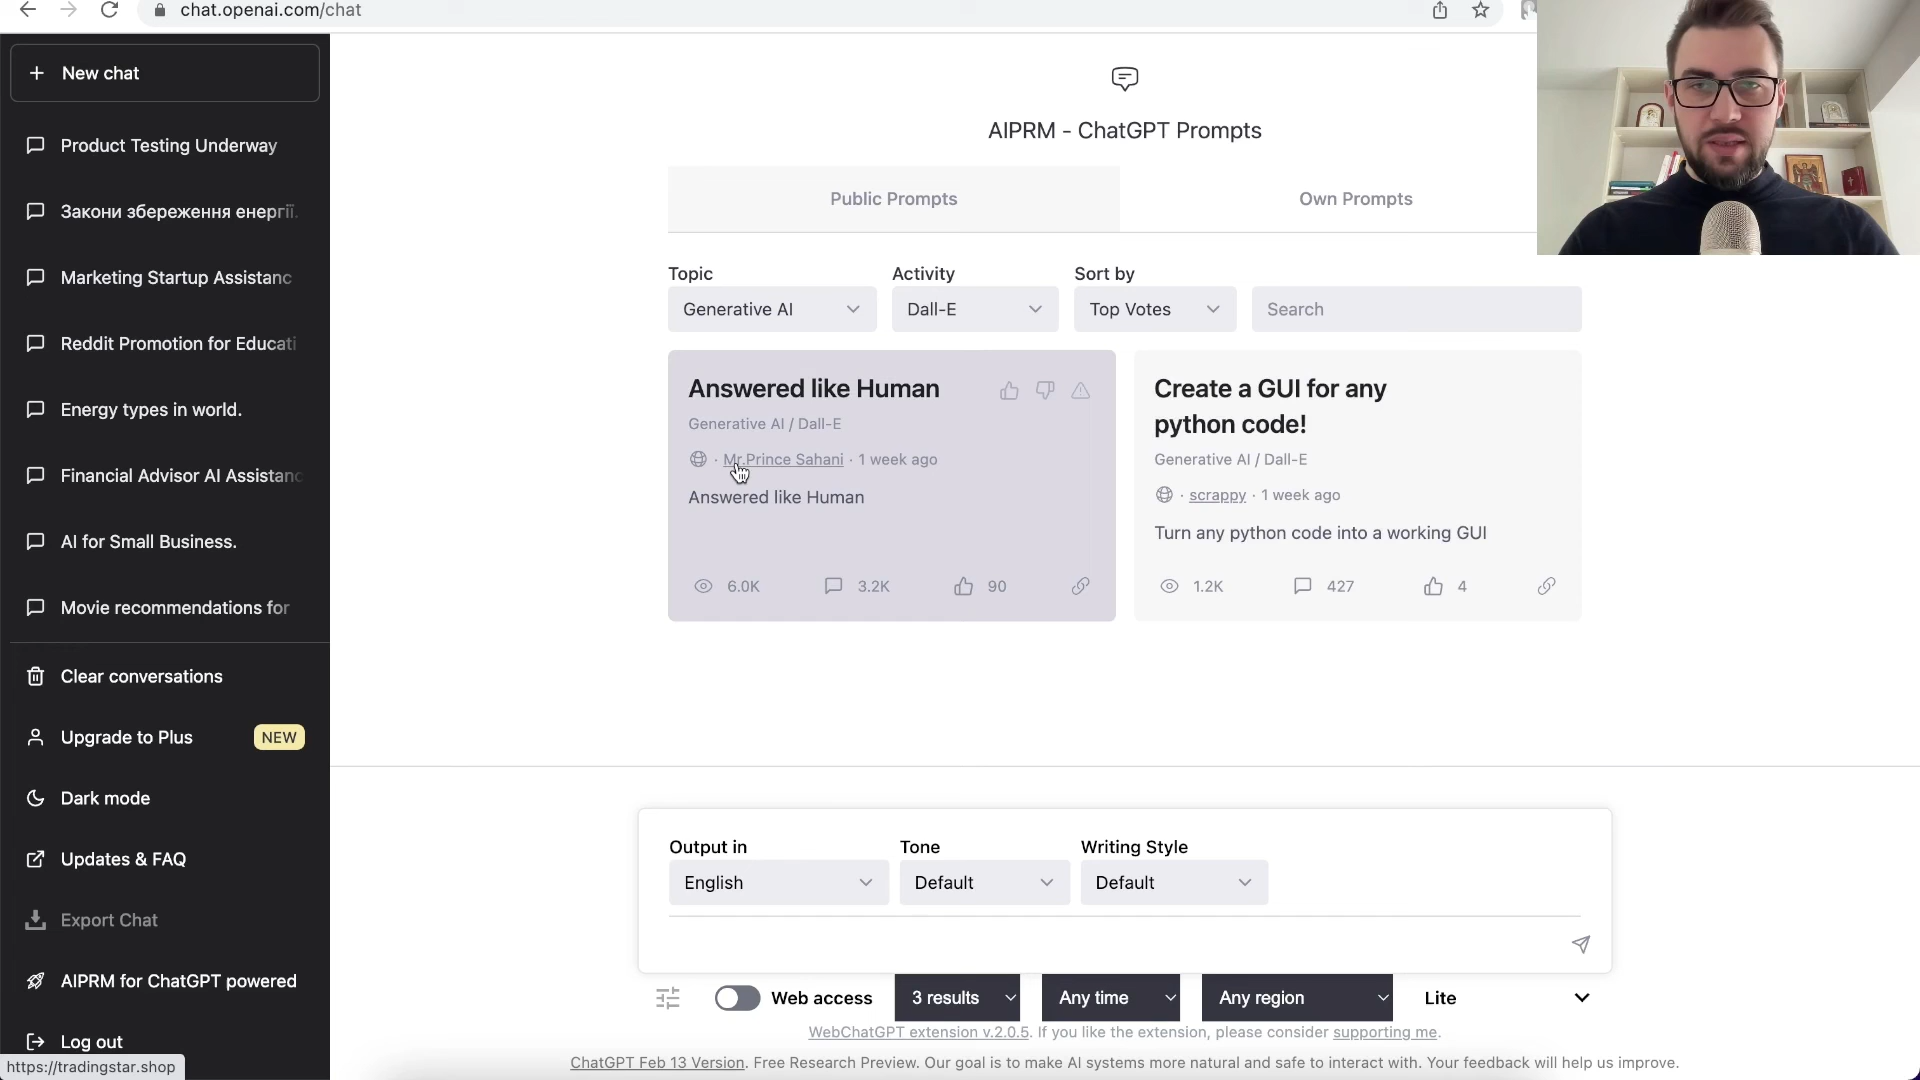 chat.openai.com/chat
New chat
Product Testing Underway
Закони збереження енергії.
Marketing Startup Assistanc
Reddit Promotion for Educati
Energy types in world.
Financial Advisor AI Assistanc
AI for Small Business.
Movie recommendations for
Clear conversations
Upgrade to Plus
NEW
Dark mode
Updates & FAQ
Export Chat
AIPRM for ChatGPT powered
Log out
https://tradingstar.shop
AIPRM - ChatGPT Prompts
Public Prompts
Own Prompts
Topic
Activity
Sort by
Generative AI
Dall-E
Top Votes
Search
Answered like Human
Generative AI / Dall-E
· Mr.Prince Sahani · 1 week ago
Answered like Human
6.0K
3.2K
90
Create a GUI for any
python code!
Generative AI / Dall-E
· scrappy · 1 week ago
Turn any python code into a working GUI
1.2K
427
4
Output in
Tone
Writing Style
English
Default
Default
Web access
3 results
Any time
Any region
Lite
WebChatGPT extension v.2.0.5. If you like the extension, please consider supporting me.
ChatGPT Feb 13 Version. Free Research Preview. Our goal is to make AI systems more natural and safe to interact with. Your feedback will help us improve.